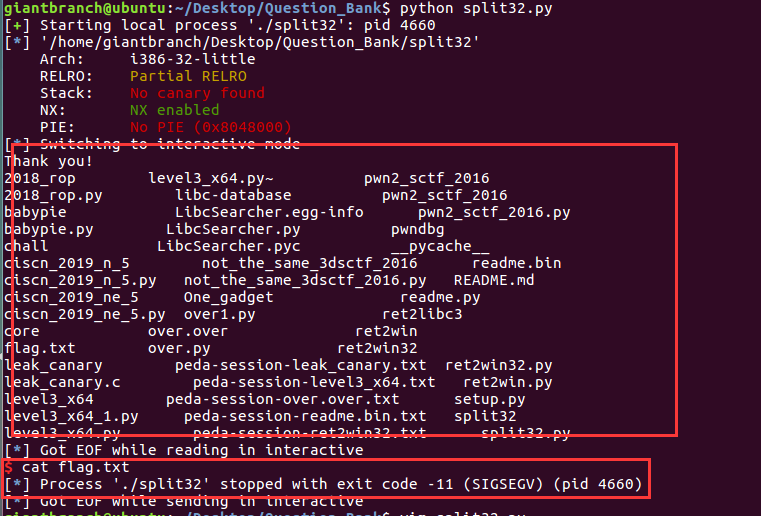 giantbranch@ubuntu:~/Desktop/Question_Bank$ python split32.py
[+] Starting local process './split32': pid 4660
[*] '/home/giantbranch/Desktop/Question_Bank/split32'
    Arch:     i386-32-little
    RELRO:    Partial RELRO
    Stack:    No canary found
    NX:       NX enabled
    PIE:      No PIE (0x8048000)
[*] Switching to interactive mode
Thank you!
2018_rop        level3_x64.py~        pwn2_sctf_2016
2018_rop.py        libc-database        pwn2_sctf_2016
babypie        LibcSearcher.egg-info        pwn2_sctf_2016.py
babypie.py        LibcSearcher.py        pwndbg
chall        LibcSearcher.pyc        __pycache__
ciscn_2019_n_5        not_the_same_3dsctf_2016        readme.bin
ciscn_2019_n_5.py   not_the_same_3dsctf_2016.py   README.md
ciscn_2019_ne_5     One_gadget        readme.py
ciscn_2019_ne_5.py  over1.py        ret2libc3
core        over.over        ret2win
flag.txt        over.py        ret2win32
leak_canary        peda-session-leak_canary.txt  ret2win32.py
leak_canary.c        peda-session-level3_x64.txt   ret2win.py
level3_x64        peda-session-over.over.txt      setup.py
level3_x64_1.py     peda-session-readme.bin.txt   split32
level3_x64.py       peda-session-ret2win32.txt      split32.py
[*] Got EOF while reading in interactive
$ cat flag.txt
[*] Process './split32' stopped with exit code -11 (SIGSEGV) (pid 4660)
[*] Got EOF while sending in interactive